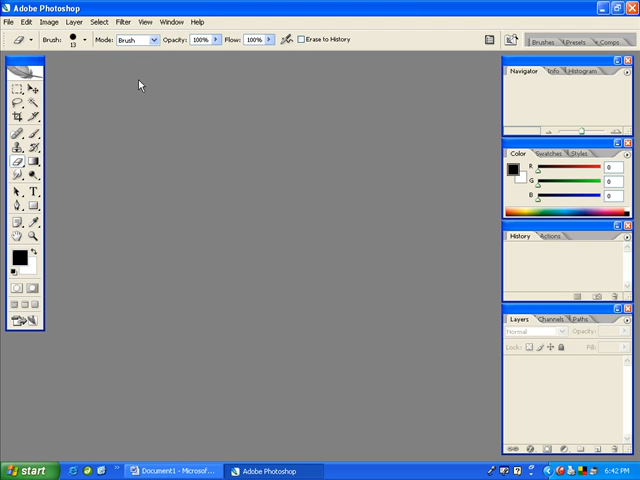 Adobe Photoshop
File Edit Image Layer Select Filter View Window Help
Brush: 13 Mode: Brush Opacity: 100% Flow: 100% Erase to History Brushes Presets Comps
Navigator Info Histogram
Color Swatches Styles
R 0
G 0
B 0
T
History Actions
Layers Channels Paths
Normal Opacity:
Lock: Fill:
start Document1 - Microsof... Adobe Photoshop 6:42 PM